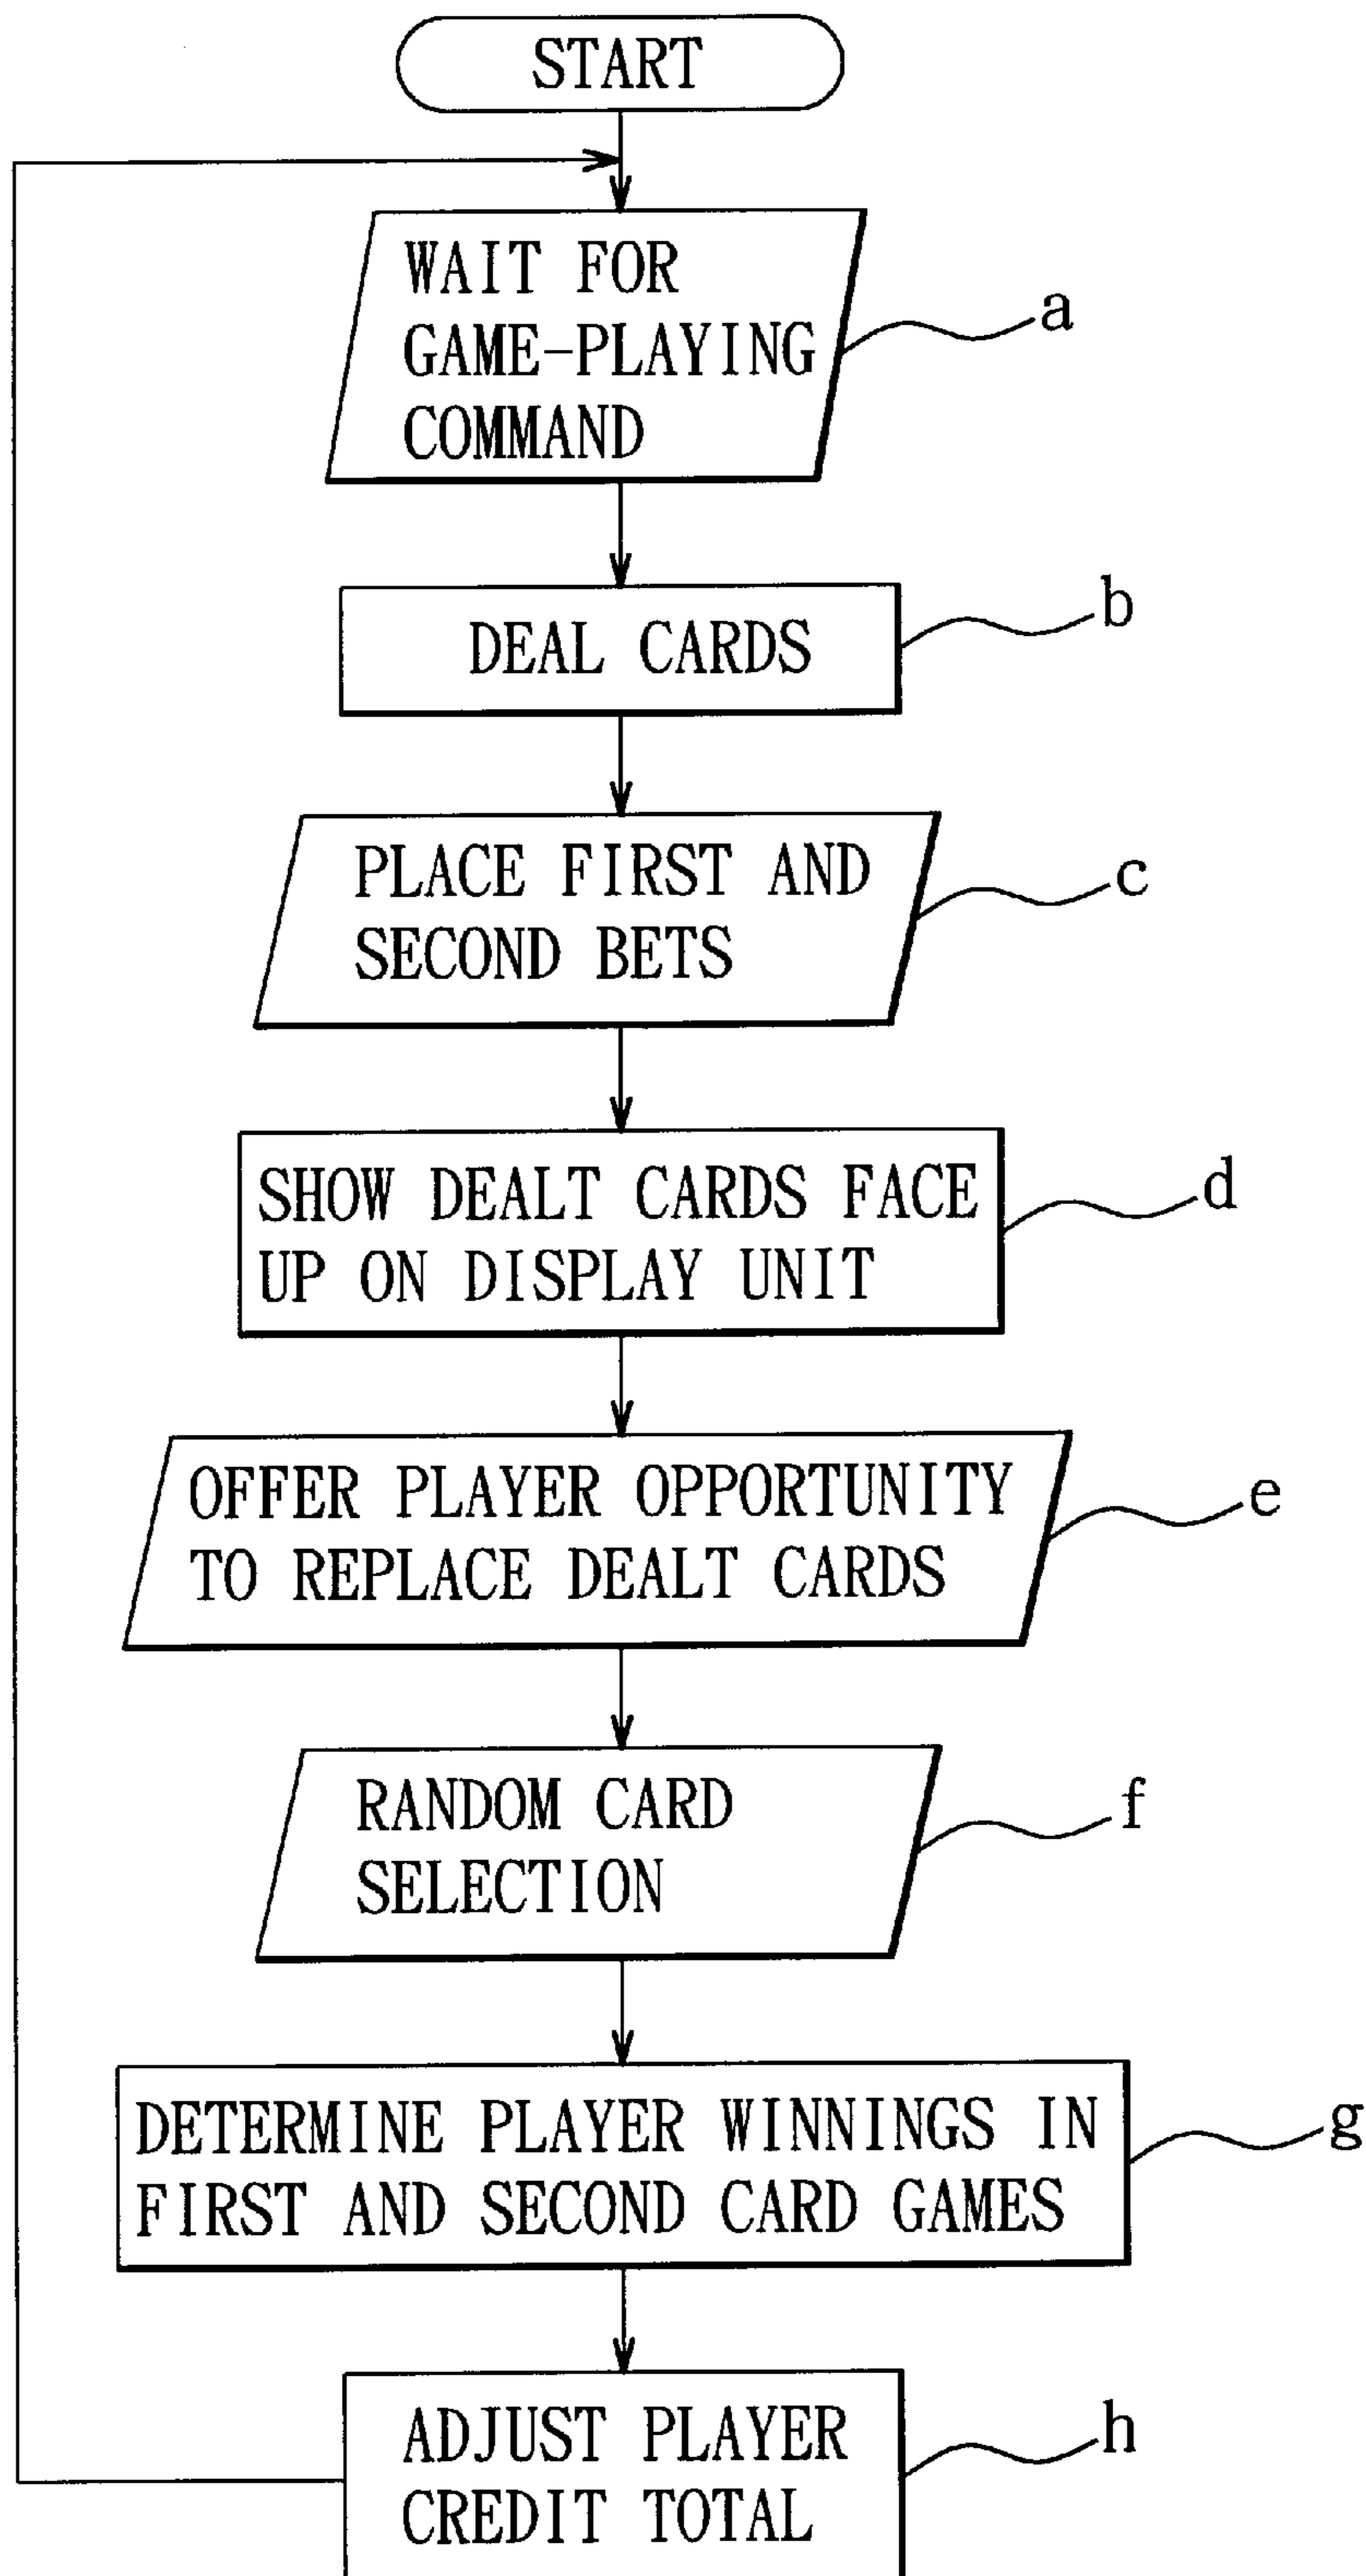 START
WAIT FOR
GAME-PLAYING
COMMAND
a
DEAL CARDS
b
PLACE FIRST AND
SECOND BETS
c
SHOW DEALT CARDS FACE
UP ON DISPLAY UNIT
d
OFFER PLAYER OPPORTUNITY
TO REPLACE DEALT CARDS
e
RANDOM CARD
SELECTION
f
DETERMINE PLAYER WINNINGS IN
FIRST AND SECOND CARD GAMES
g
ADJUST PLAYER
CREDIT TOTAL
h